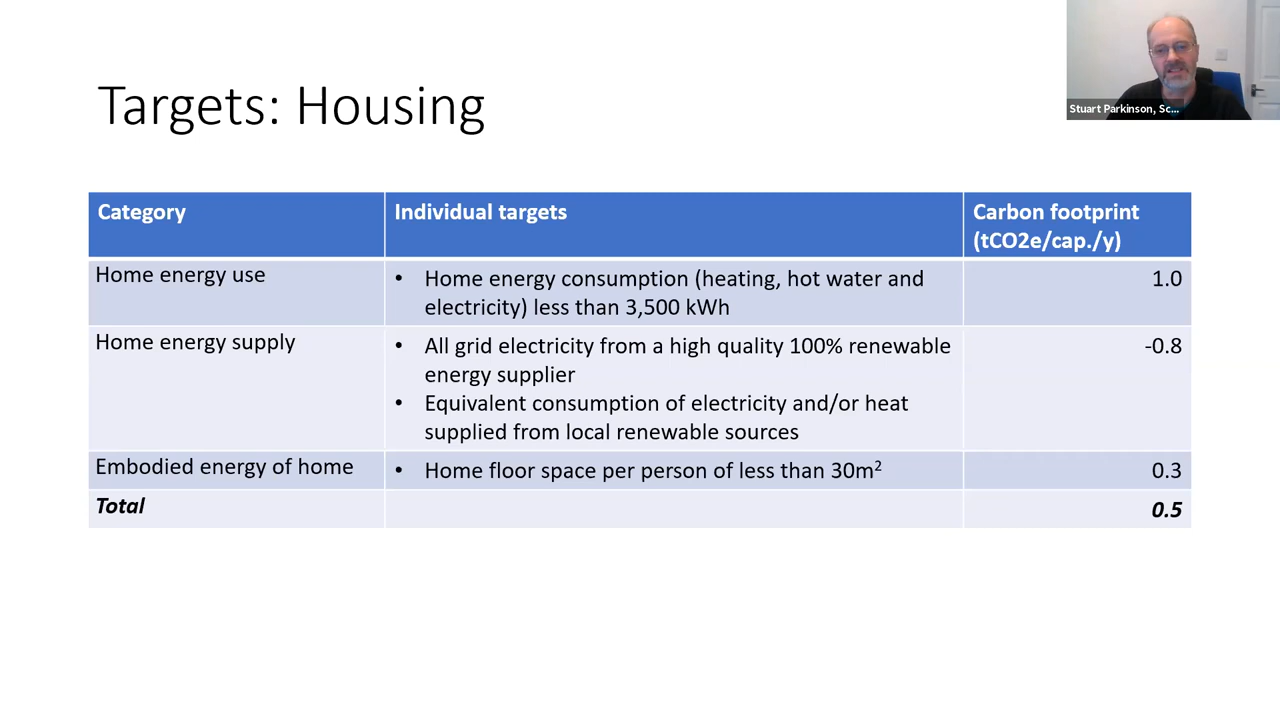 Targets: Housing
Stuart Parkinson, Sc...
Category
Individual targets
Carbon footprint
(tCO2e/cap./y)
Home energy use
• Home energy consumption (heating, hot water and
electricity) less than 3,500 kWh
1.0
Home energy supply
• All grid electricity from a high quality 100% renewable
energy supplier
• Equivalent consumption of electricity and/or heat
supplied from local renewable sources
-0.8
Embodied energy of home
• Home floor space per person of less than 30m²
0.3
Total
0.5